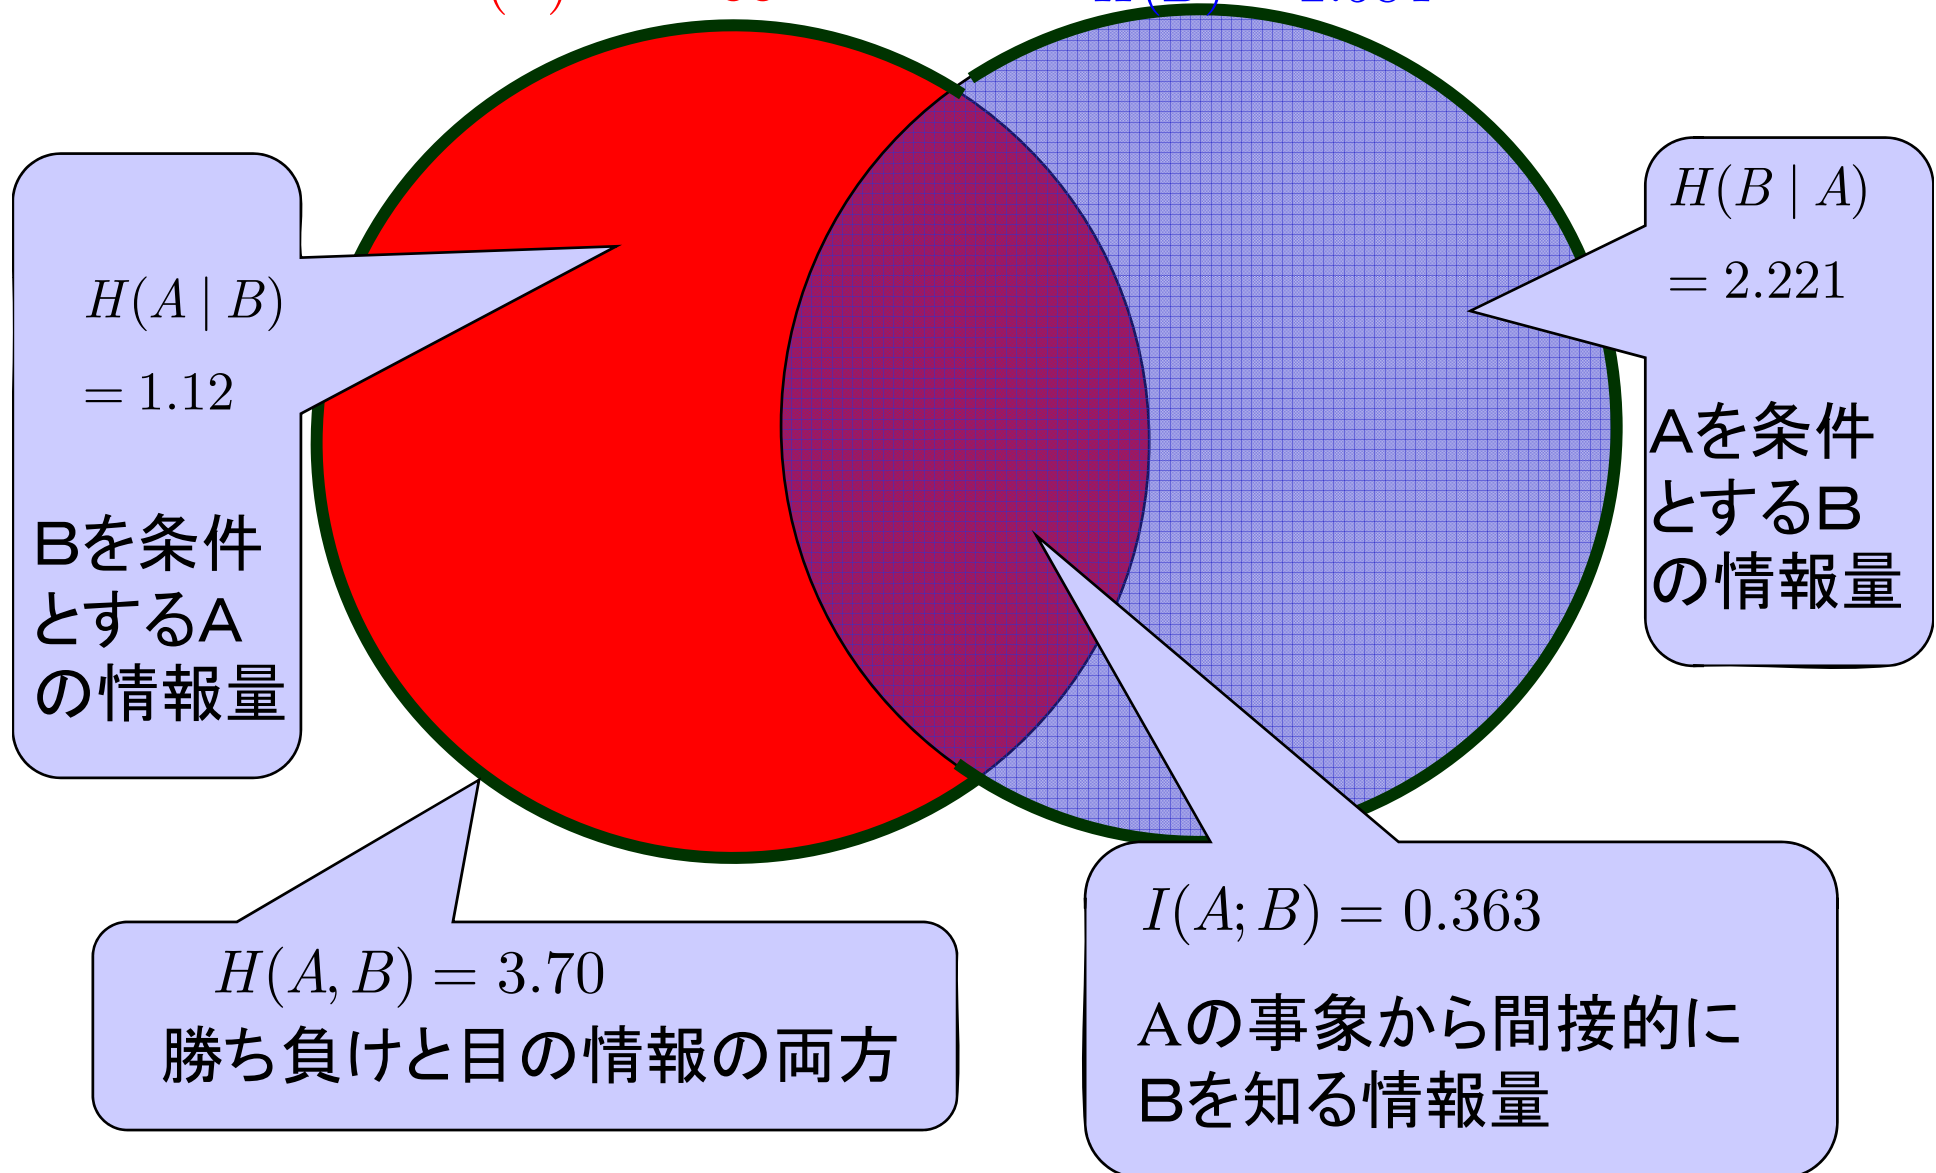 H(A | B)
= 1.12
Bを条件
とするA
の情報量
H(B | A)
= 2.221
Aを条件
とするB
の情報量
H(A, B) = 3.70
勝ち負けと目の情報の両方
I(A; B) = 0.363
Aの事象から間接的に
Bを知る情報量